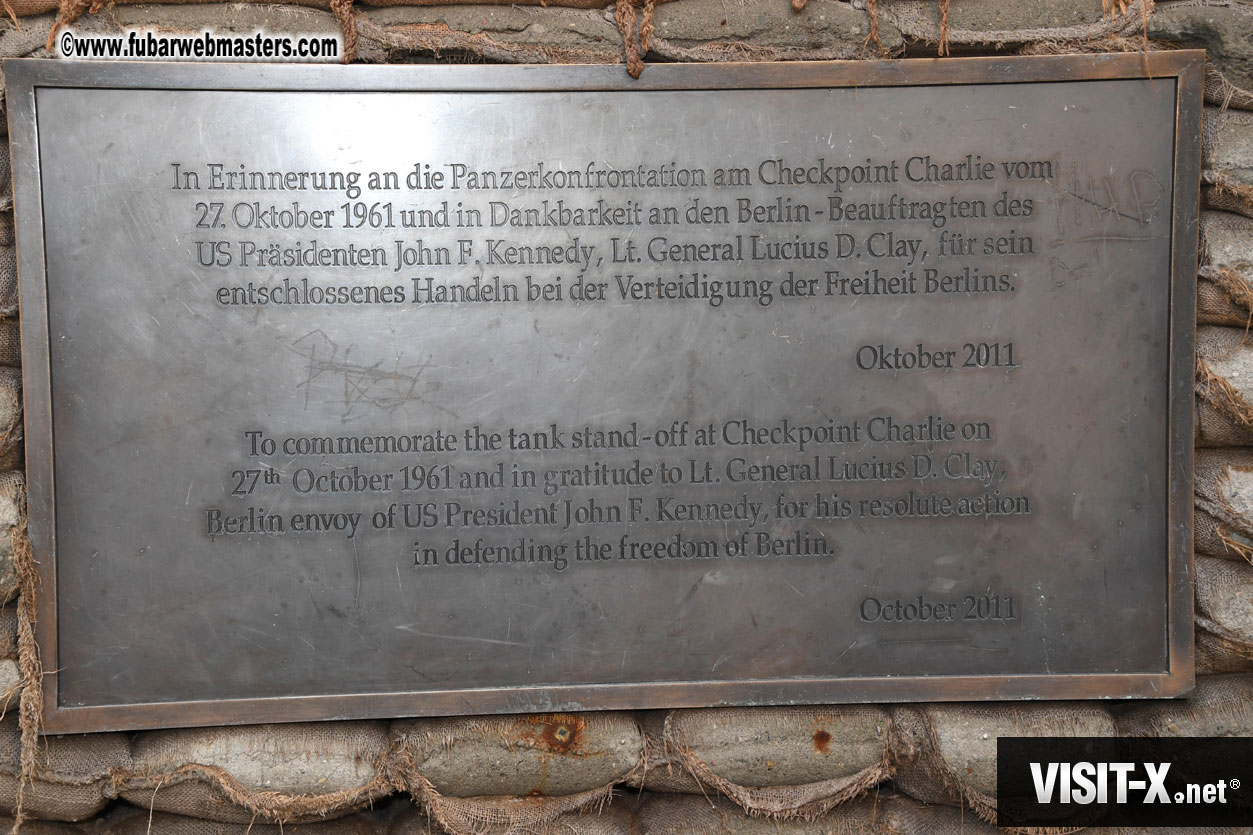 ©www.fubarwebmasters.com
In Erinnerung an die Panzerkonfrontation am Checkpoint Charlie vom
27. Oktober 1961 und in Dankbarkeit an den Berlin - Beauftragten des
US Präsidenten John F. Kennedy, Lt. General Lucius D. Clay, für sein
entschlossenes Handeln bei der Verteidigung der Freiheit Berlins.
Oktober 2011
To commemorate the tank stand-off at Checkpoint Charlie on
27th October 1961 and in gratitude to Lt. General Lucius D. Clay,
Berlin envoy of US President John F. Kennedy, for his resolute action
in defending the freedom of Berlin.
October 2011
VISIT-X.net®